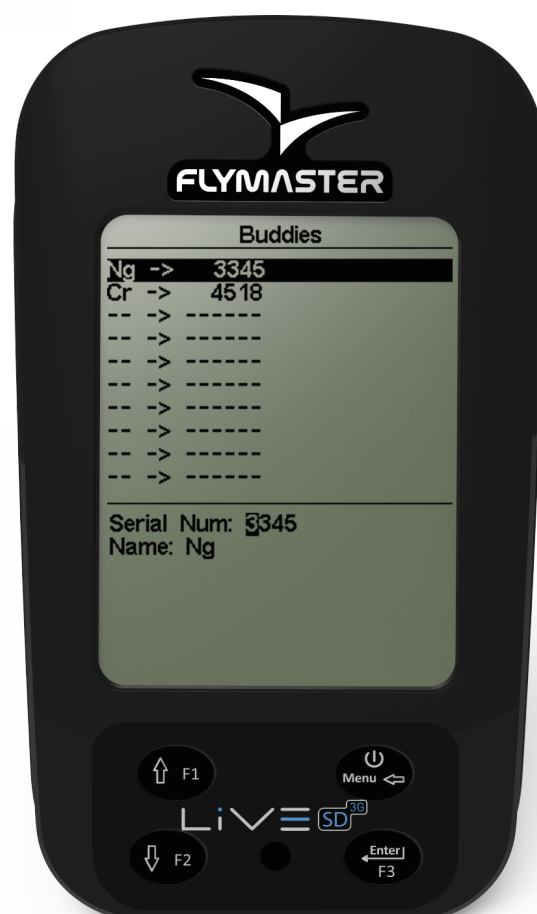 FLYMASTER
Buddies
Ng -> 3345
Cr -> 4518
-- -> ------
-- -> ------
-- -> ------
-- -> ------
-- -> ------
-- -> ------
-- -> ------
-- -> ------
Serial Num: 3345
Name: Ng
F1
Menu
LiVE SD 3G
F2
Enter
F3